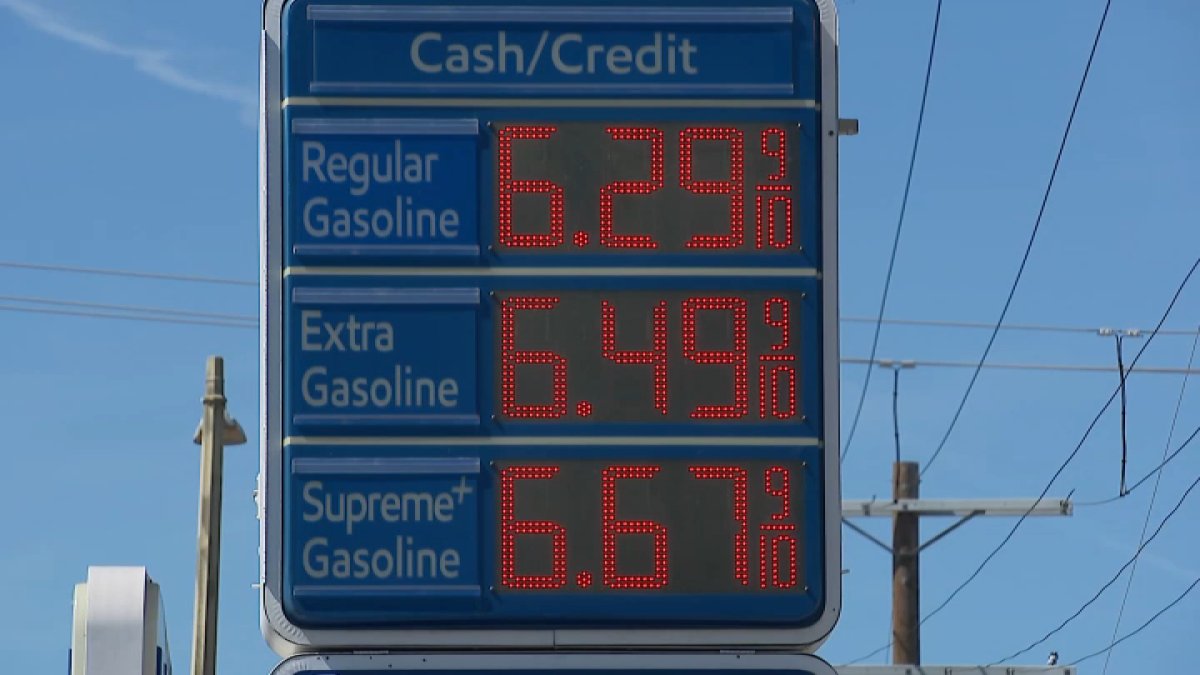 Cash/Credit
Regular
Gasoline
6.29 9/10
Extra
Gasoline
6.49 9/10
Supreme+
Gasoline
6.67 9/10